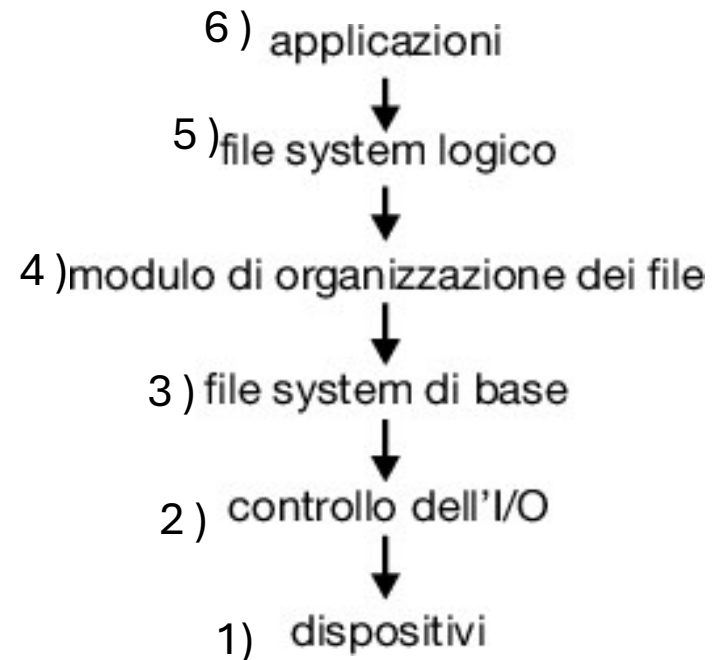 6 ) applicazioni
5 ) file system logico
4 ) modulo di organizzazione dei file
3 ) file system di base
2 ) controllo dell'I/O
1) dispositivi